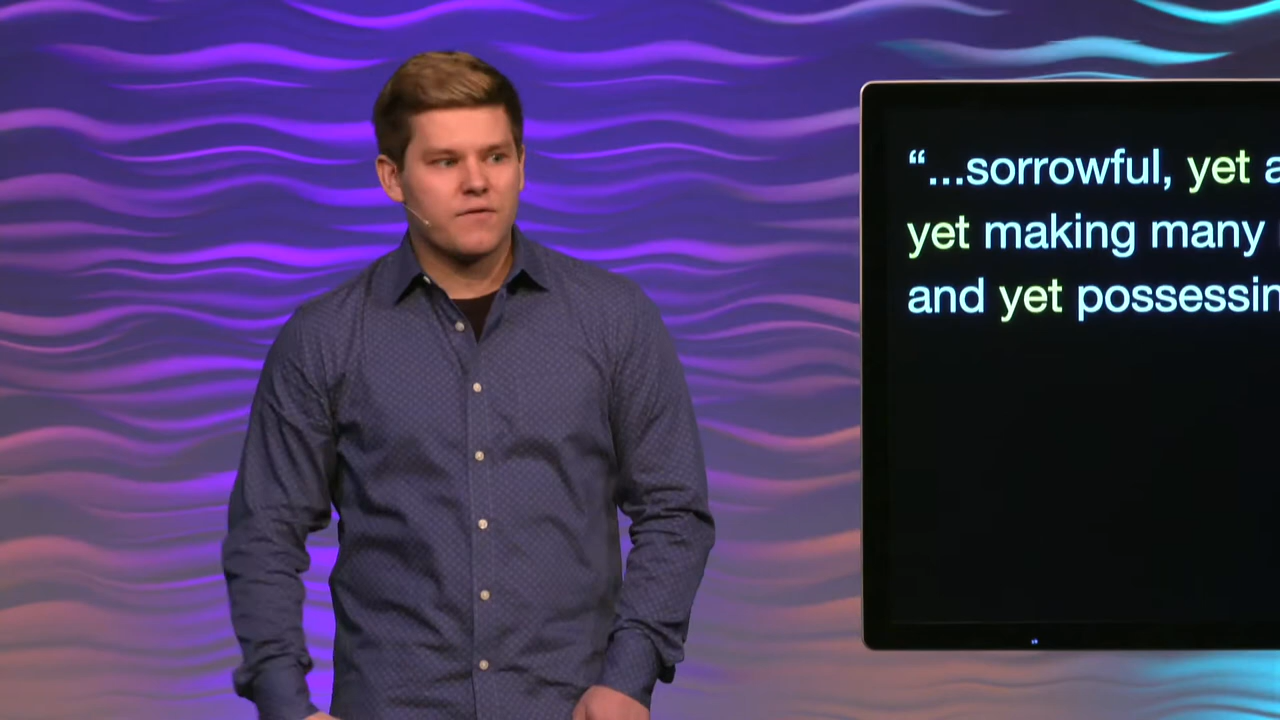 “...sorrowful, yet a
yet making many
and yet possessin